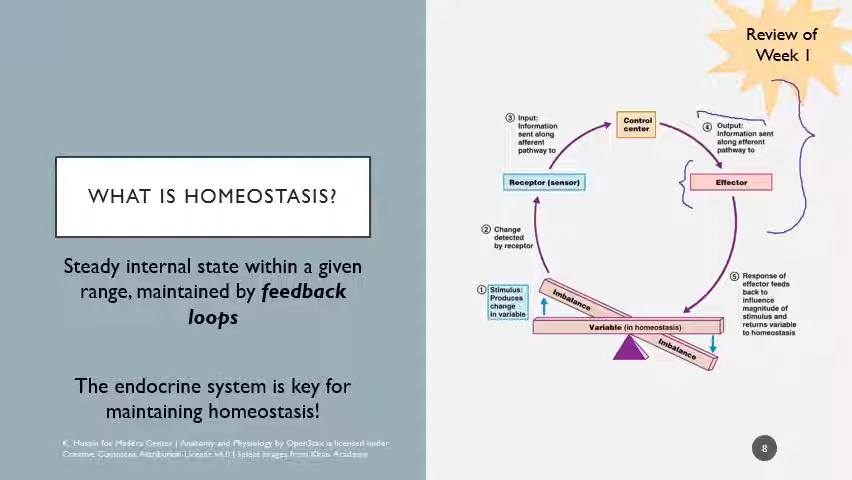 Review of
Week 1
WHAT IS HOMEOSTASIS?
Steady internal state within a given
range, maintained by feedback
loops
The endocrine system is key for
maintaining homeostasis!
K. Hussin for Madera Center | Anatomy and Physiology by OpenStax is licensed under
Creative Commons Attribution License v4.0 | Select images from Khan Academy
③ Input:
Information
sent along
afferent
pathway to
Control
center
④ Output:
Information sent
along efferent
pathway to
Receptor (sensor)
Effector
② Change
detected
by receptor
① Stimulus:
Produces
change
in variable
Imbalance
Variable (in homeostasis)
Imbalance
⑤ Response of
effector feeds
back to
influence
magnitude of
stimulus and
returns variable
to homeostasis
8